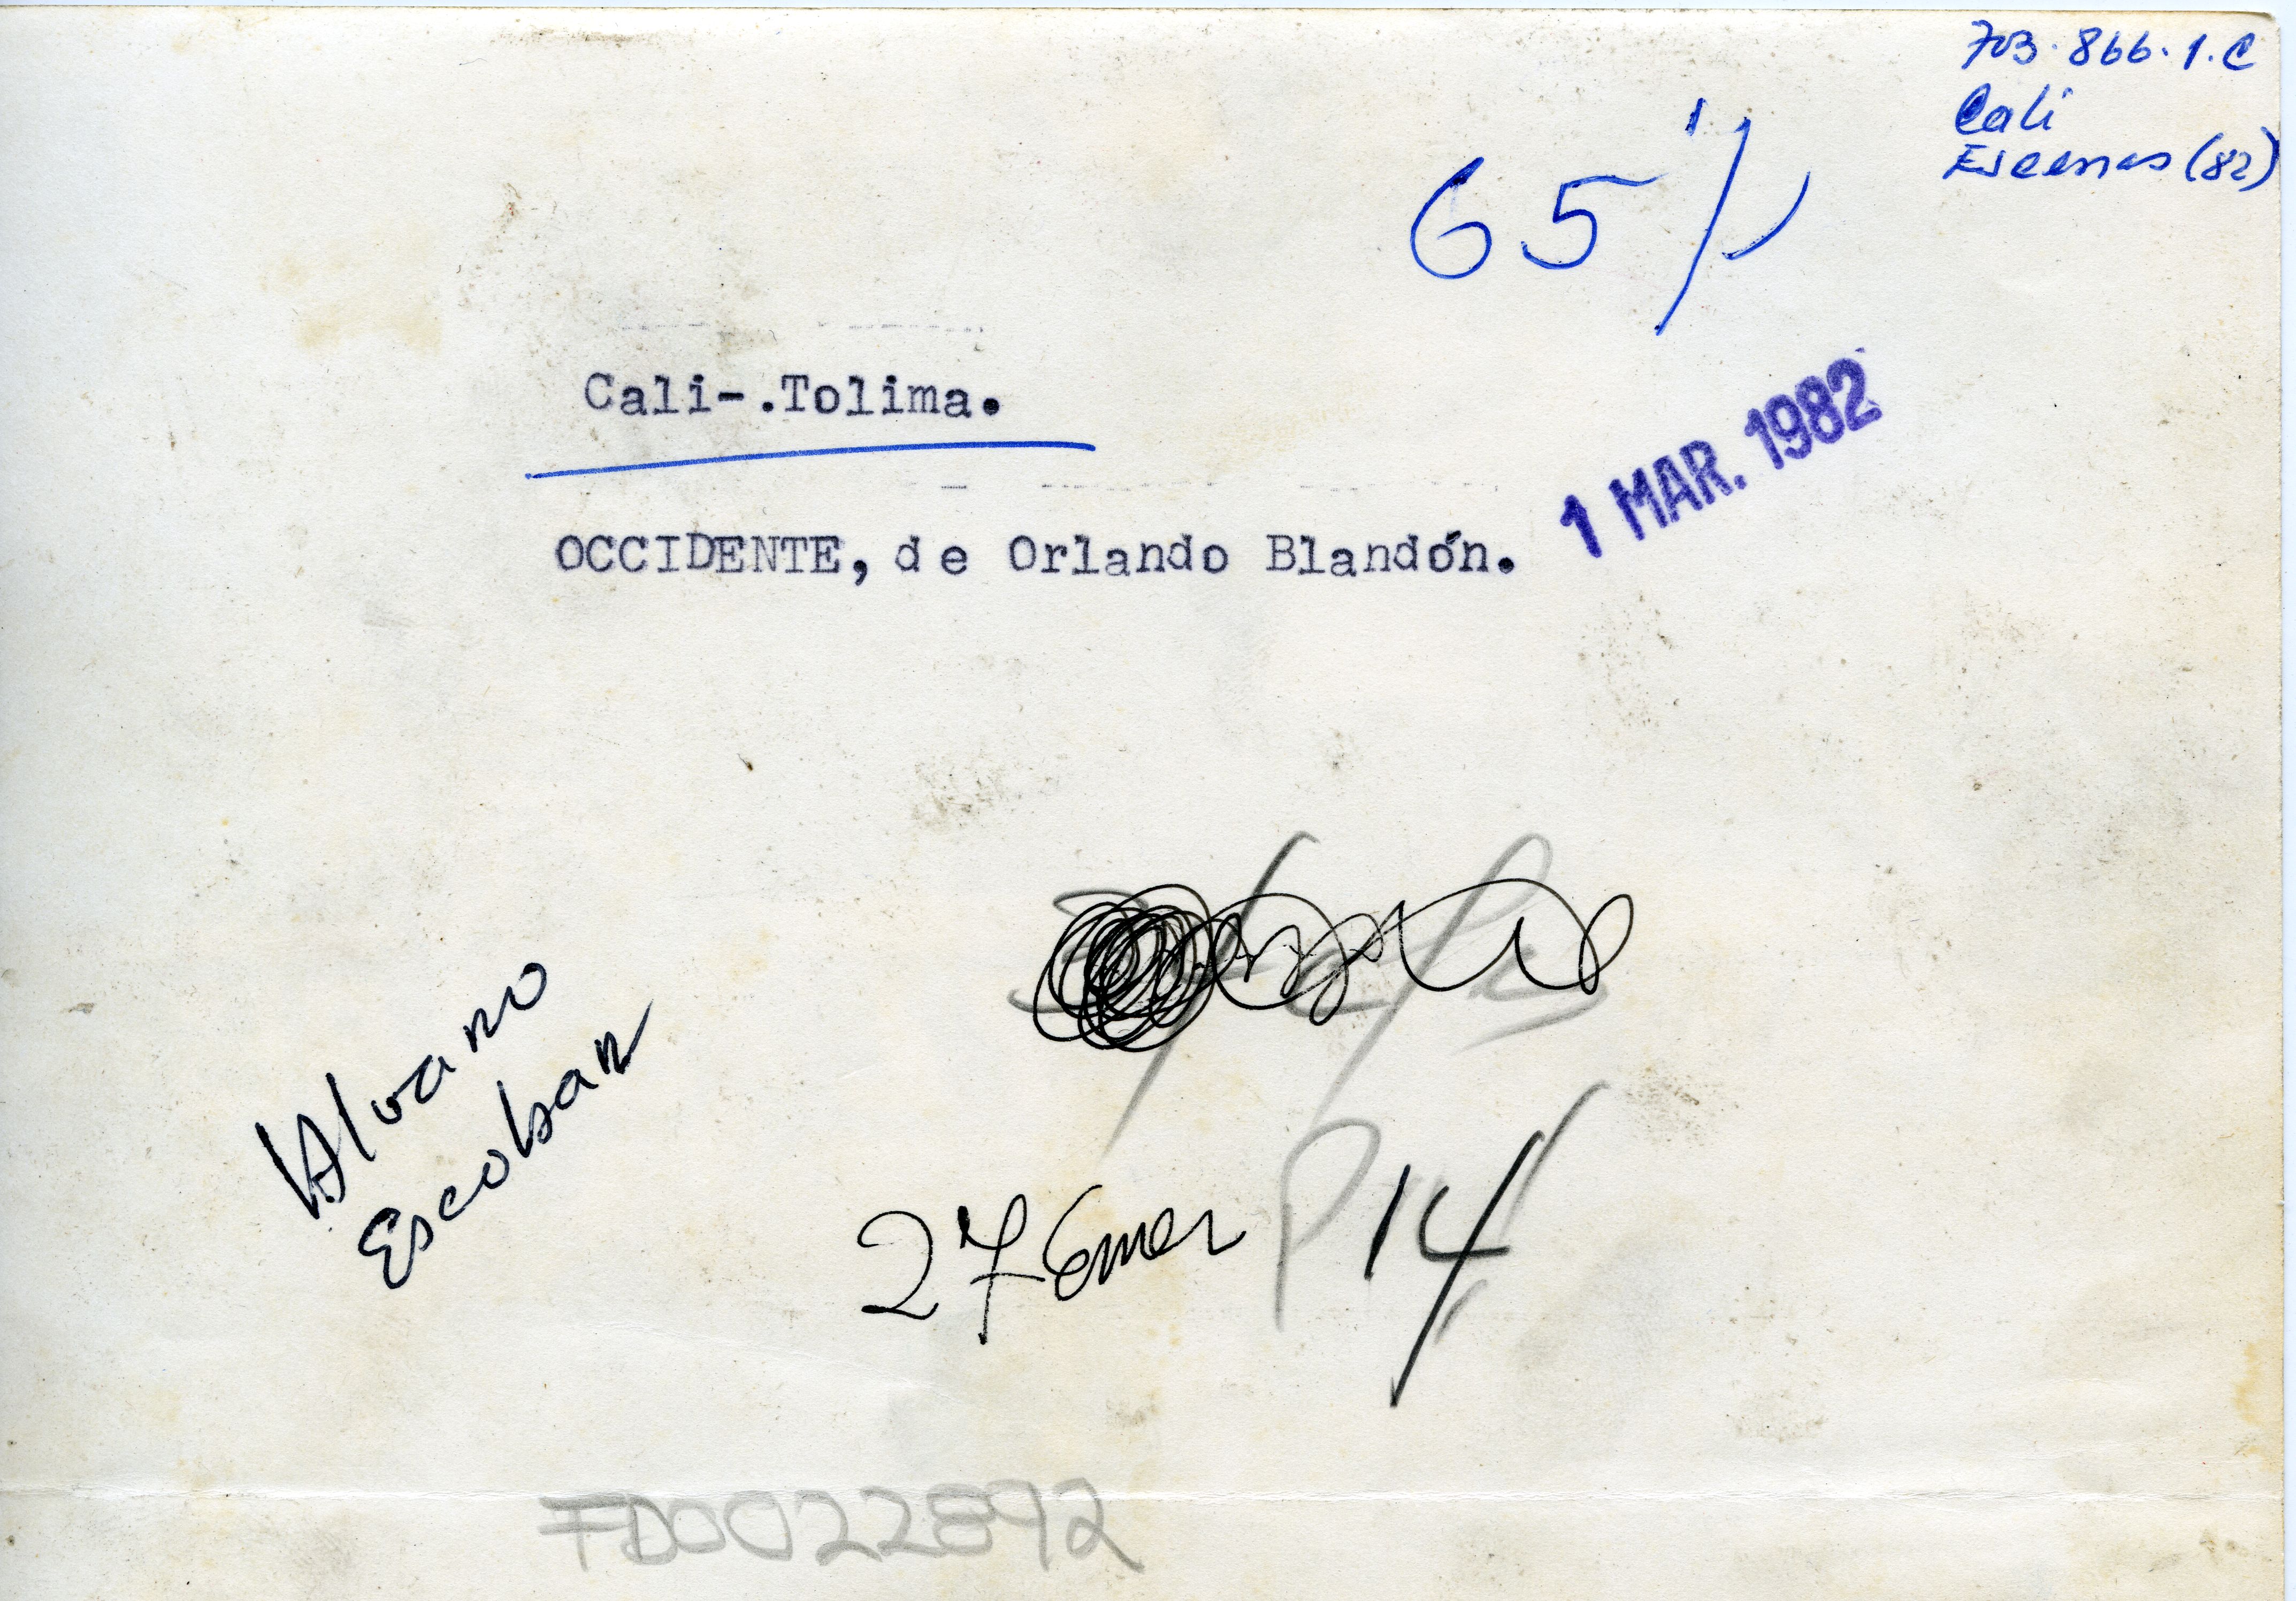 703.866.1.C
Cali
Escenas (82)
65%
Cali-.Tolima.
1 MAR. 1982
OCCIDENTE, de Orlando Blandón.
Alvaro
Escobar
27 Emer
P 14
FD0022892